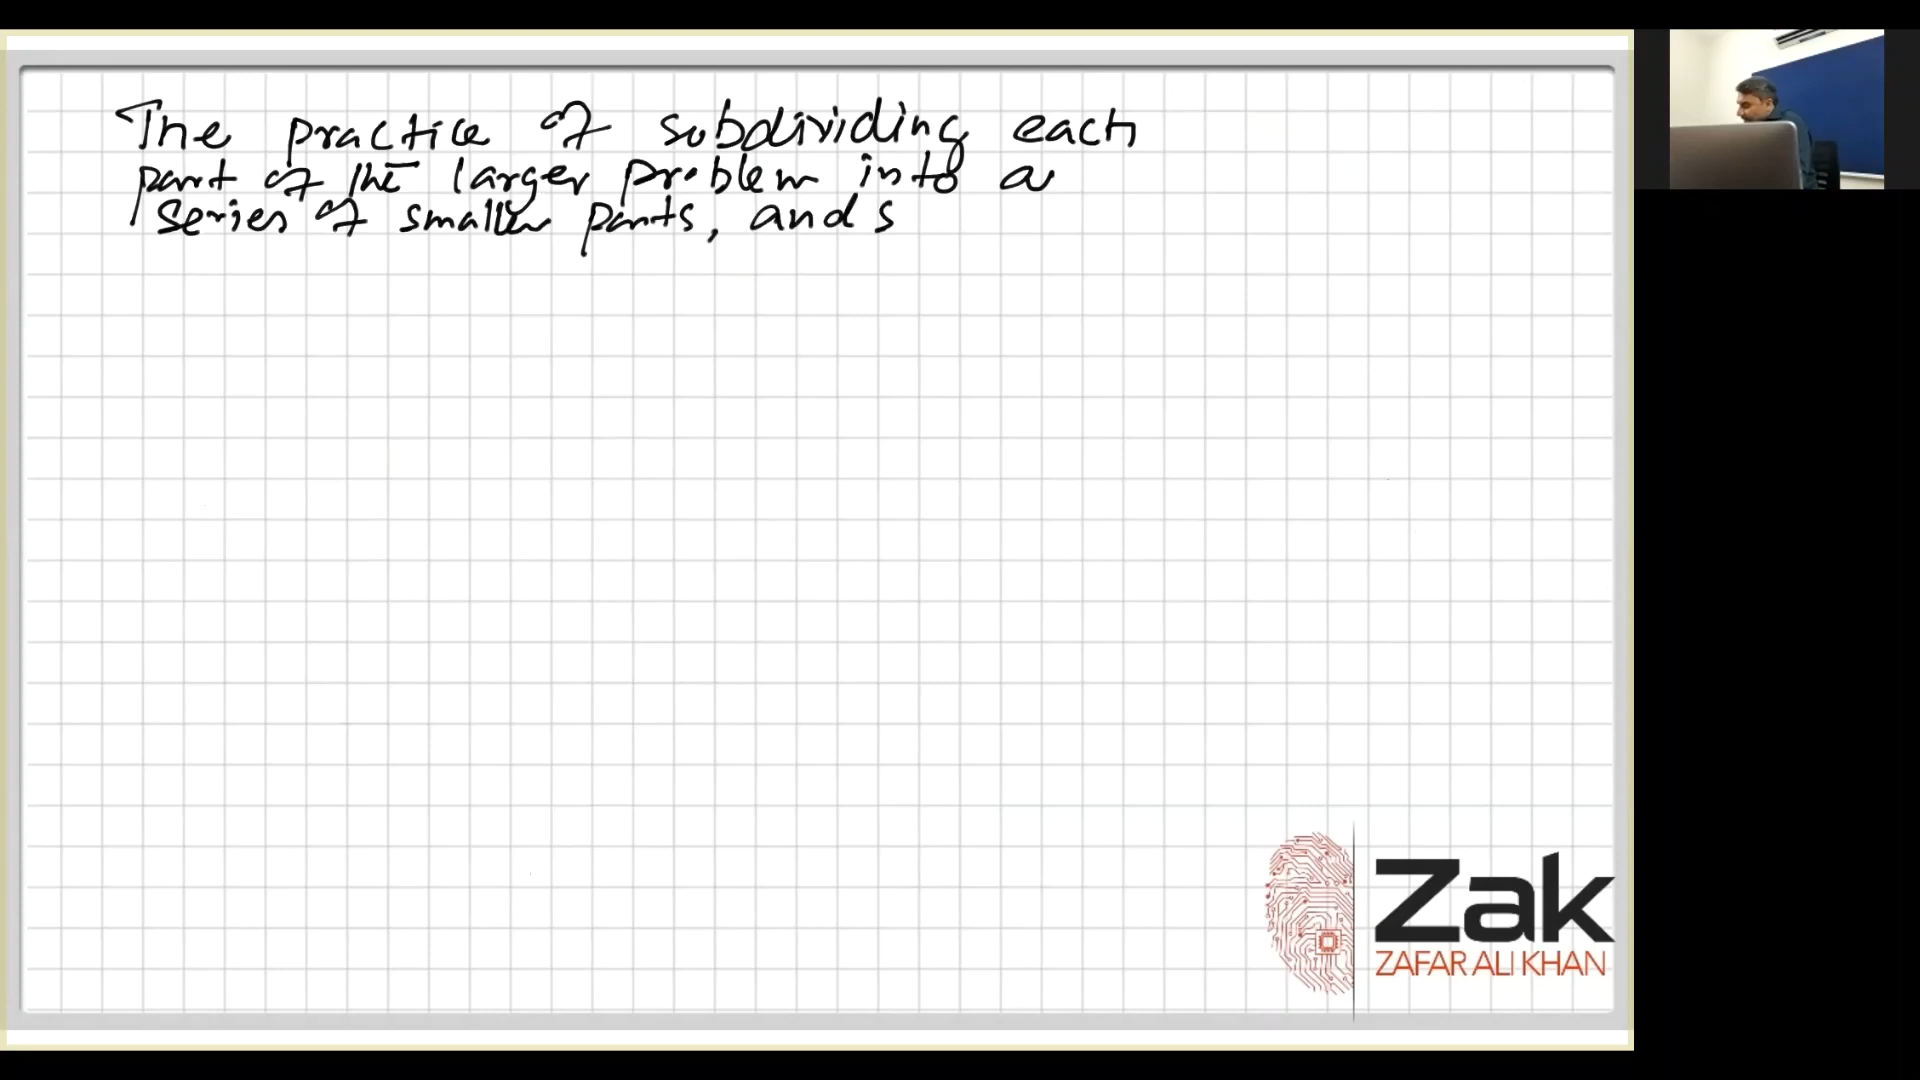 The practice of subdividing each
part of the larger problem into a
series of smaller parts, and s
Zak
ZAFAR ALI KHAN